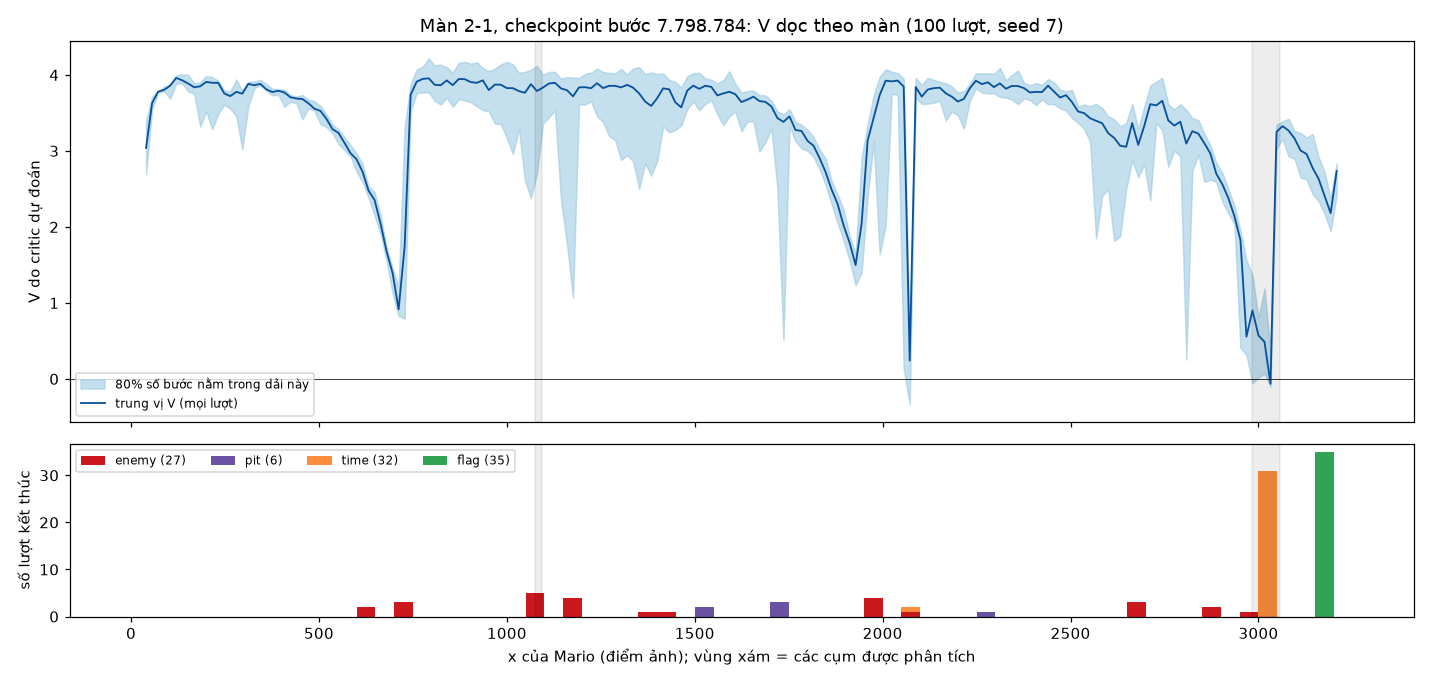 Màn 2-1, checkpoint bước 7.798.784: V dọc theo màn (100 lượt, seed 7)
V do critic dự đoán
4
3
2
1
0
80% số bước nằm trong dải này
trung vị V (mọi lượt)
số lượt kết thúc
30
20
10
0
enemy (27)
pit (6)
time (32)
flag (35)
0
500
1000
1500
2000
2500
3000
x của Mario (điểm ảnh); vùng xám = các cụm được phân tích